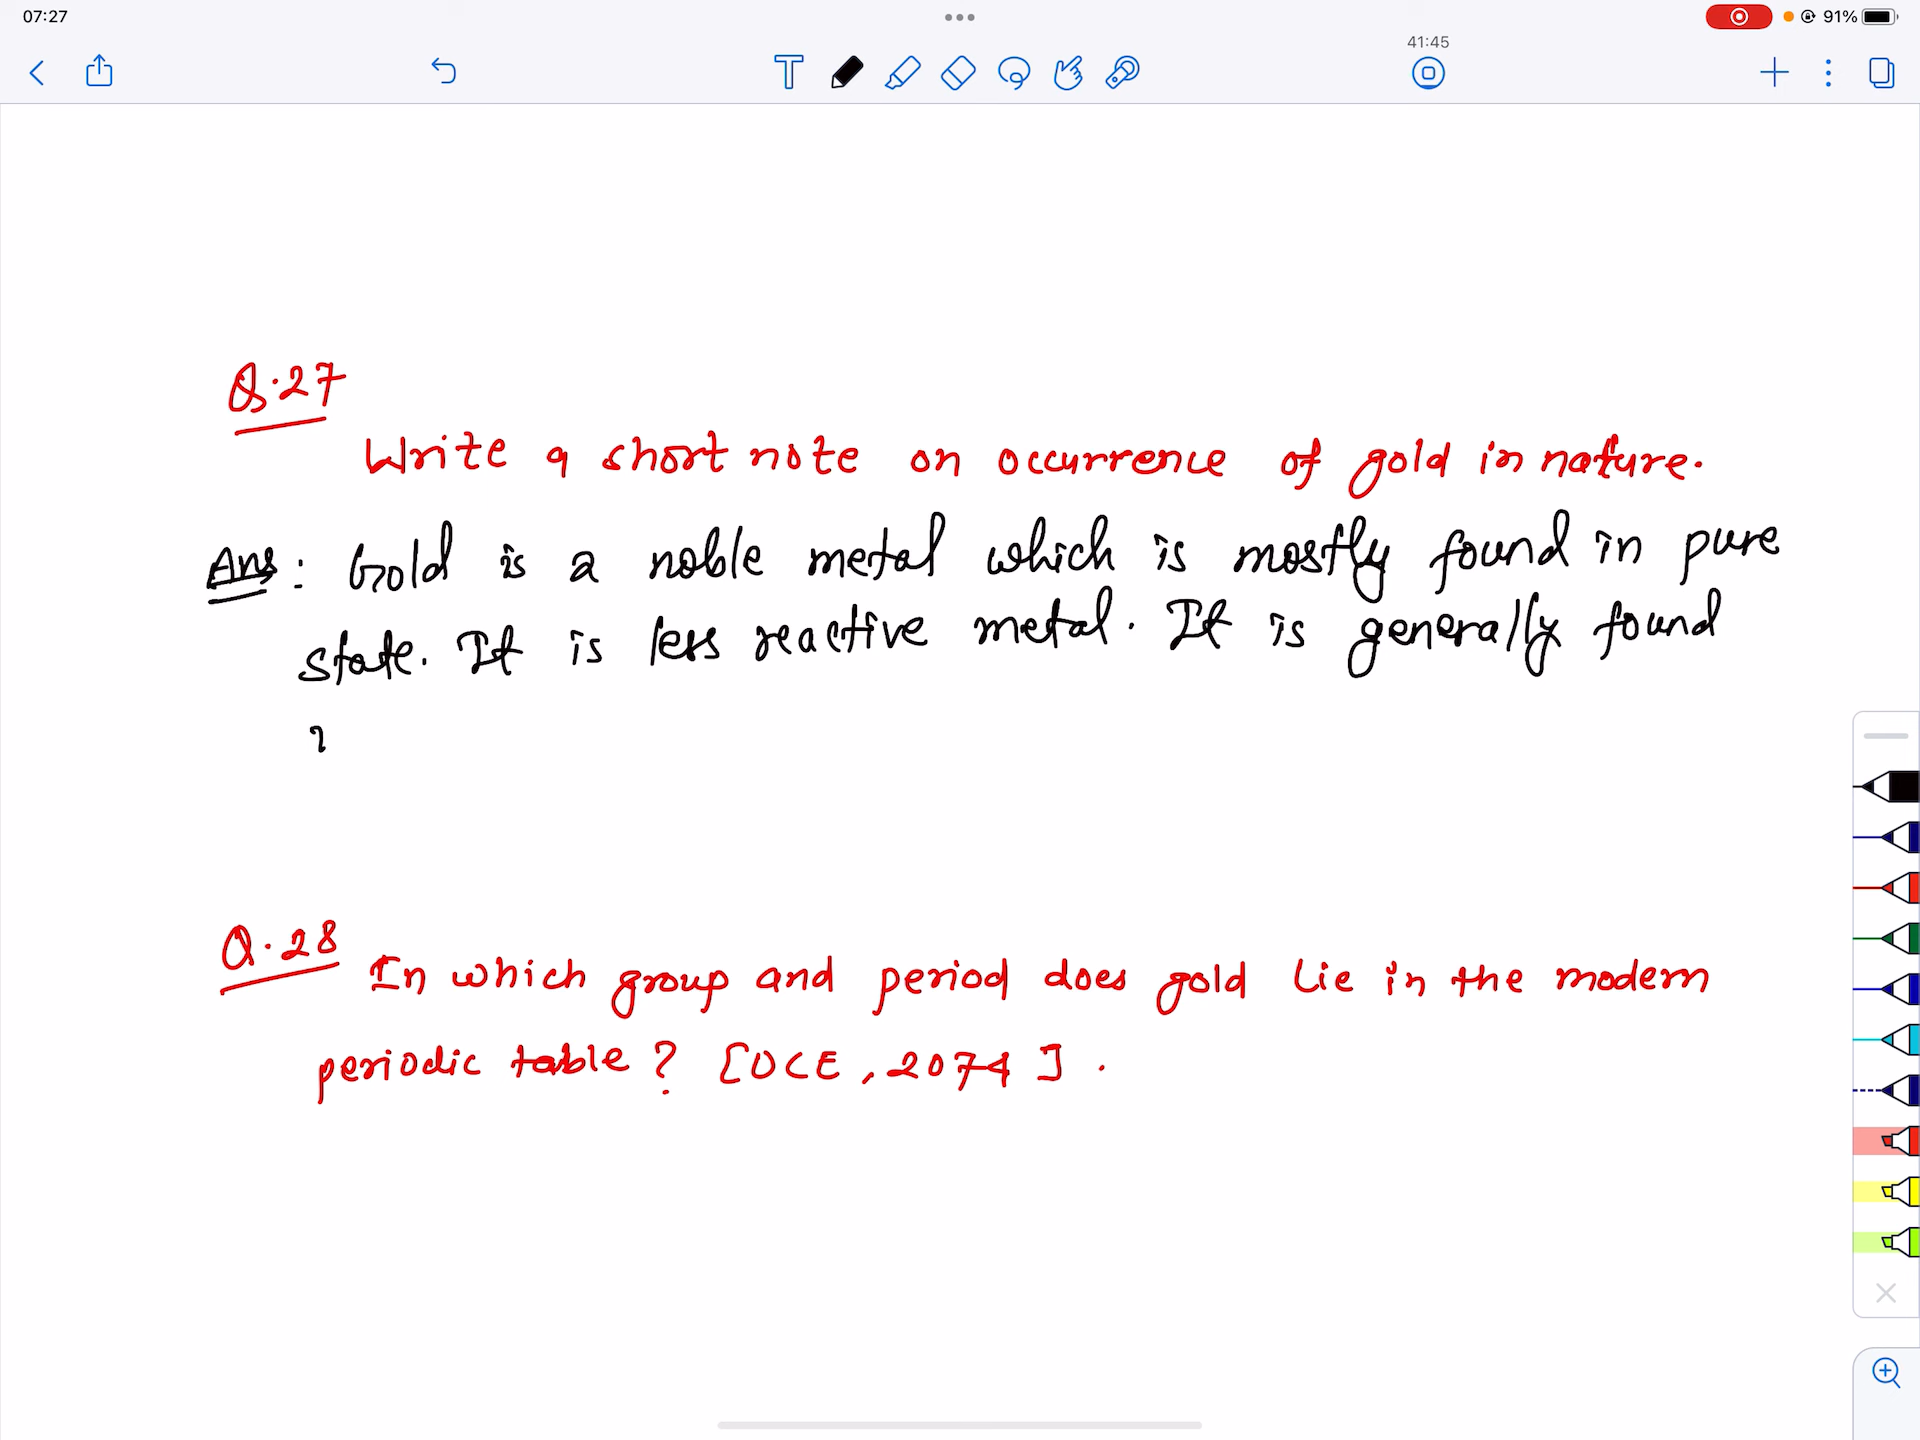 07:27
91%
41:45
Q.27
Write a short note on occurrence of gold in nature.
Ans: Gold is a noble metal which is mostly found in pure
state. It is less reactive metal. It is generally found
Q.28
In which group and period does gold lie in the modern
periodic table? [DCE, 2074].